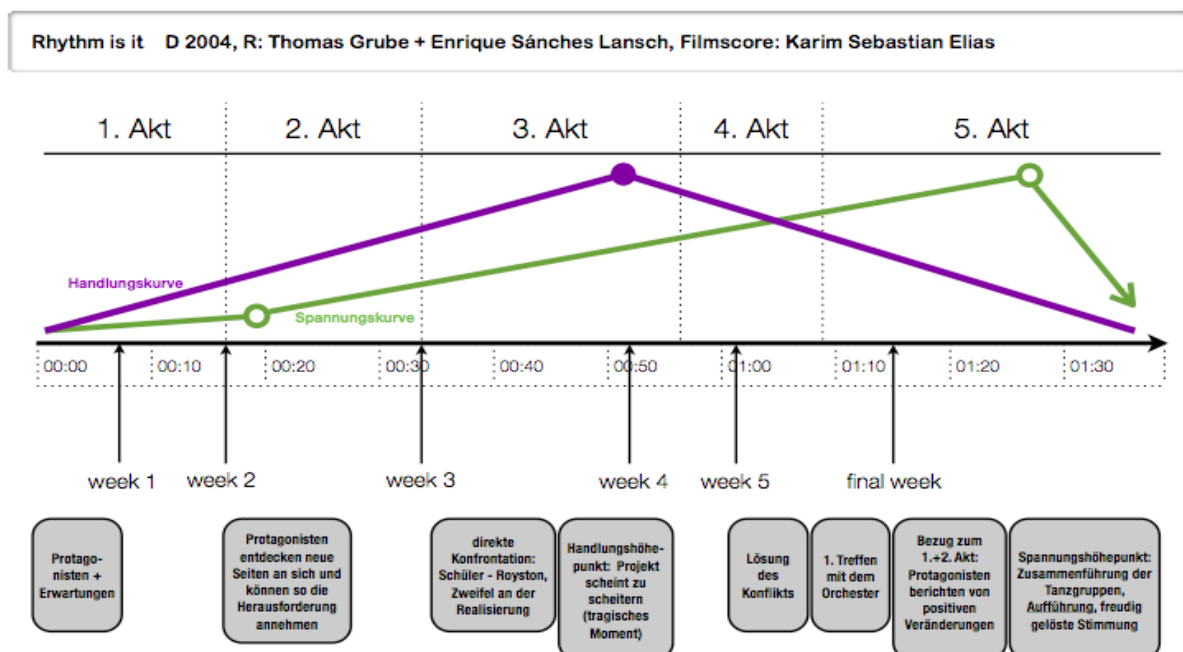 Rhythm is it D 2004, R: Thomas Grube + Enrique Sánches Lansch, Filmscore: Karim Sebastian Elias
1. Akt
2. Akt
3. Akt
4. Akt
5. Akt
Handlungskurve
Spannungskurve
00:00
00:10
00:20
00:30
00:40
00:50
01:00
01:10
01:20
01:30
week 1
week 2
week 3
week 4
week 5
final week
Protago-
nisten +
Erwartungen
Protagonisten
entdecken neue
Seiten an sich und
können so die
Herausforderung
annehmen
direkte
Konfrontation:
Schüler - Royston,
Zweifel an der
Realisierung
Handlungshöhe-
punkt: Projekt
scheint zu
scheitern
(tragisches
Moment)
Lösung
des
Konflikts
1. Treffen
mit dem
Orchester
Bezug zum
1.+2. Akt:
Protagonisten
berichten von
positiven
Veränderungen
Spannungshöhepunkt:
Zusammenführung der
Tanzgruppen,
Aufführung, freudig
gelöste Stimmung